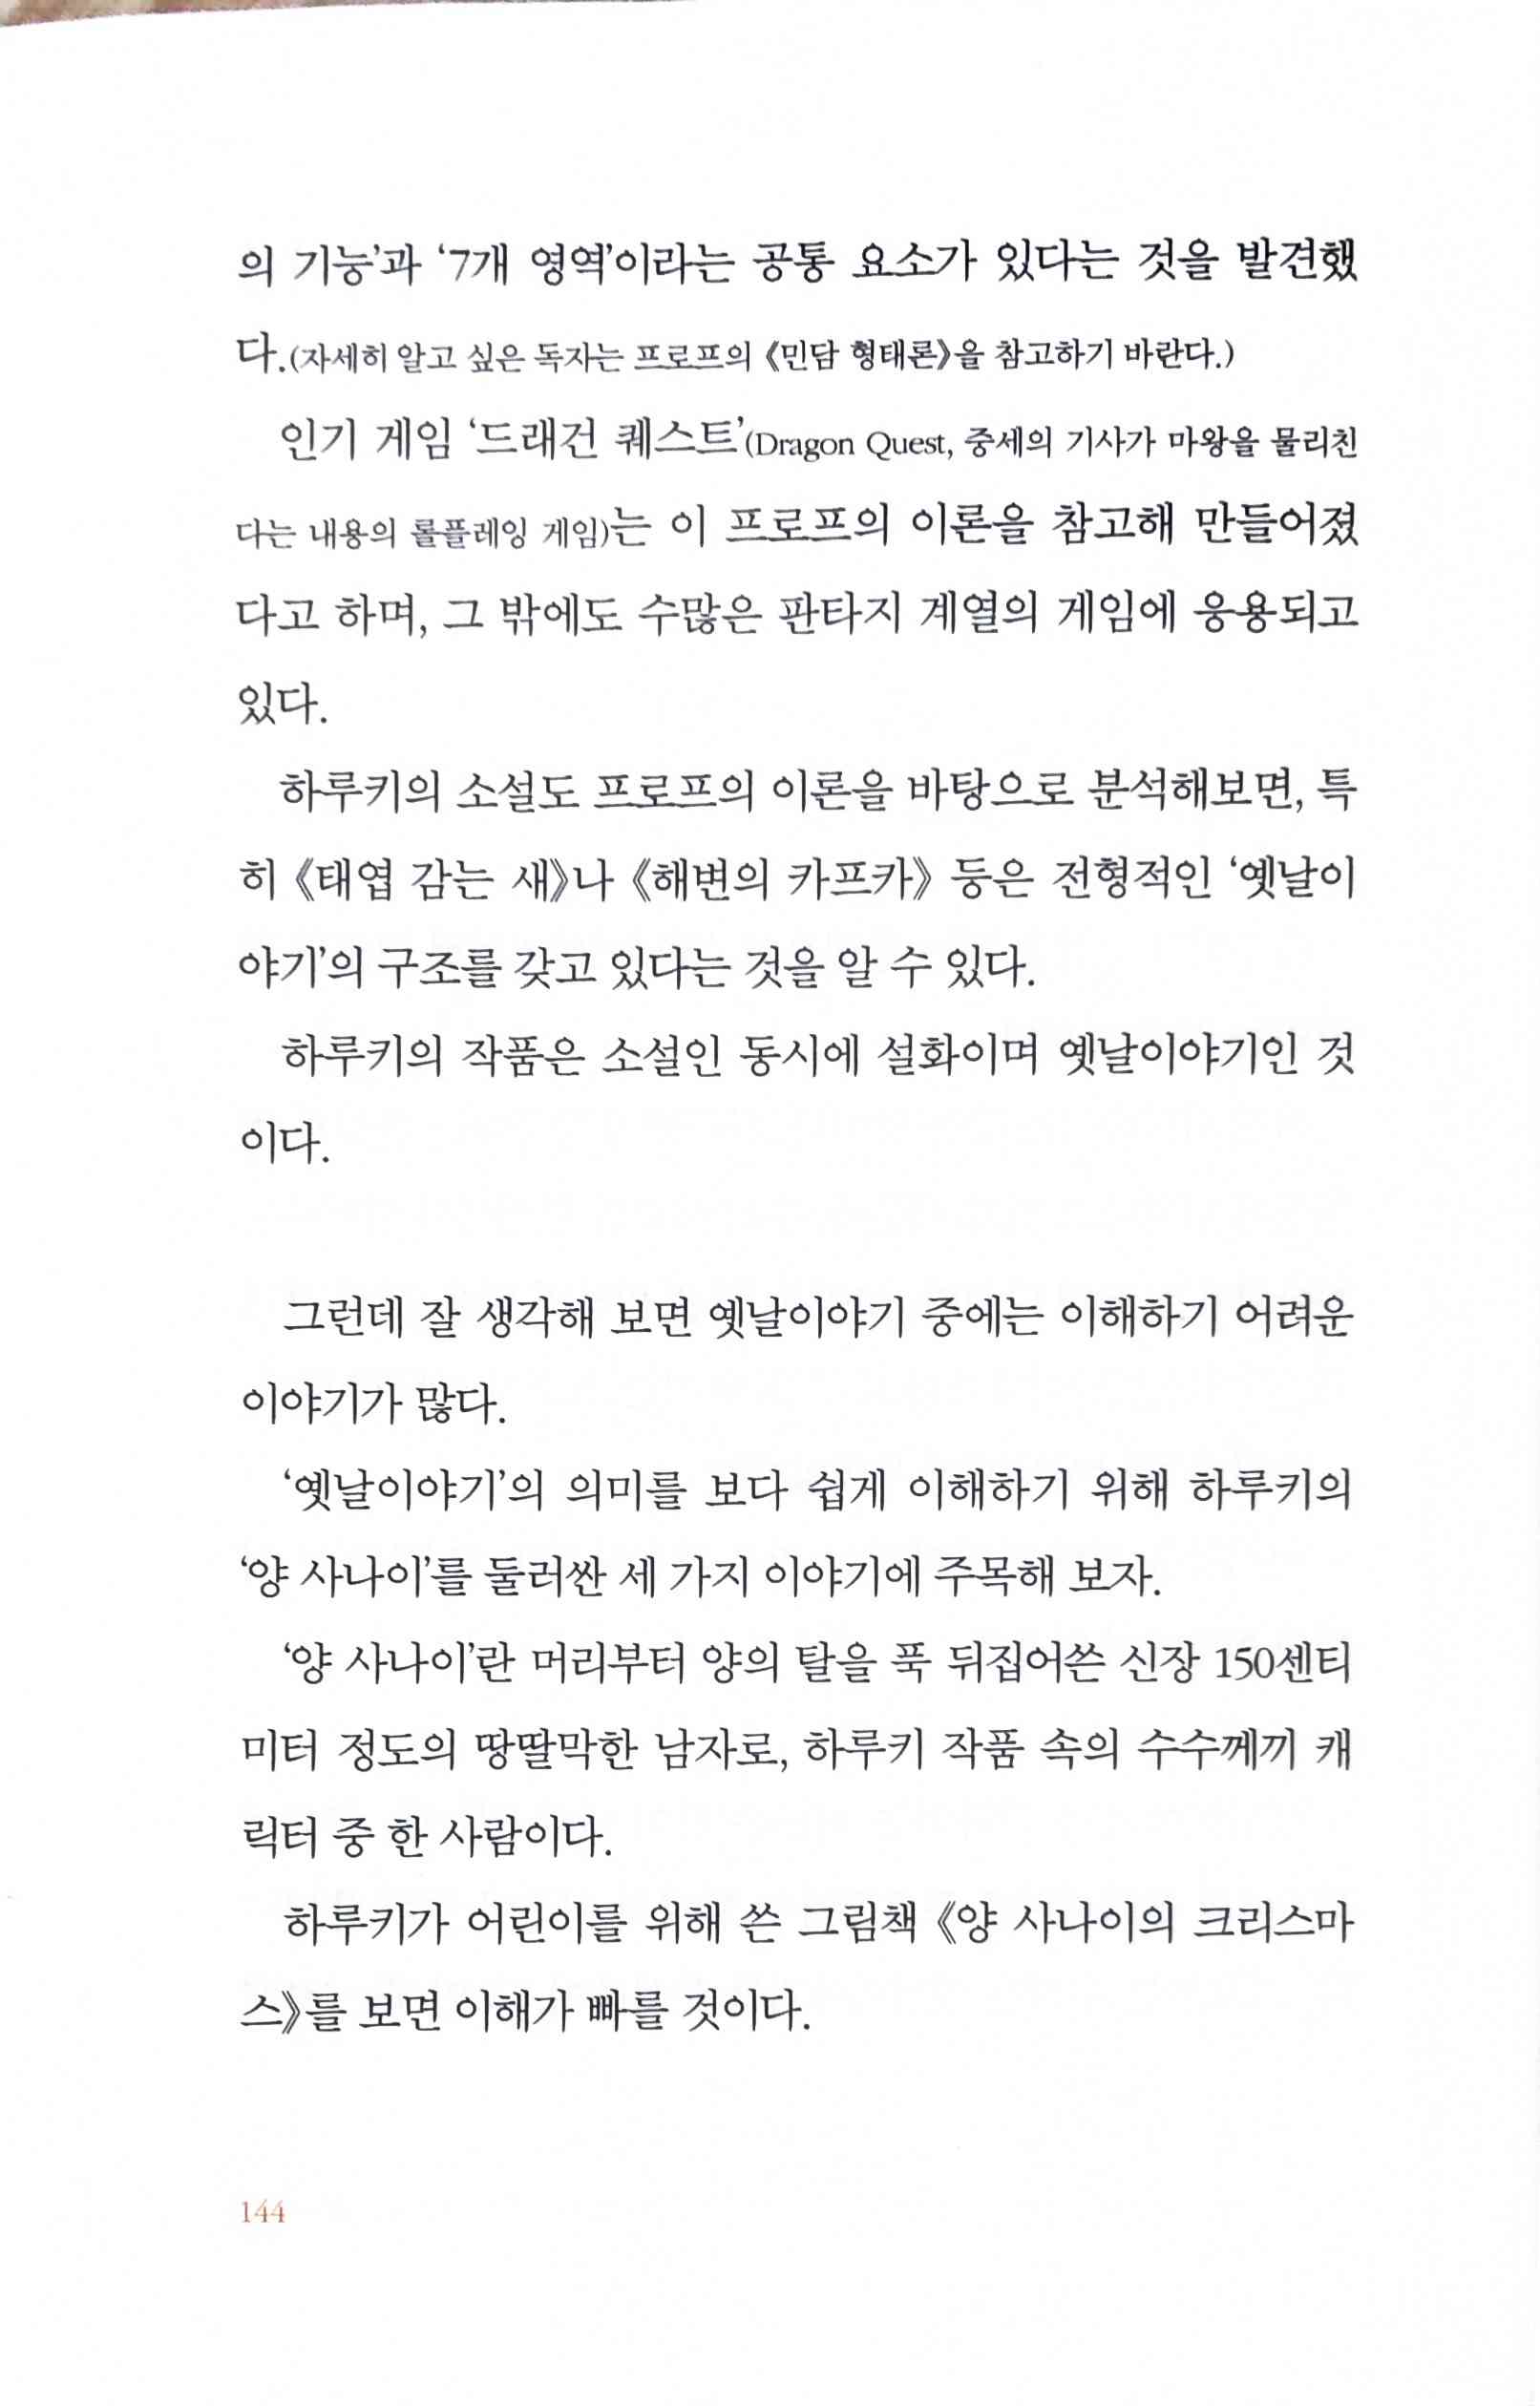 의 기능’과 ‘7개 영역’이라는 공통 요소가 있다는 것을 발견했
다.(자세히 알고 싶은 독자는 프로프의 《민담 형태론》을 참고하기 바란다.)
인기 게임 ‘드래건 퀘스트’(Dragon Quest, 중세의 기사가 마왕을 물리친
다는 내용의 롤플레잉 게임)는 이 프로프의 이론을 참고해 만들어졌
다고 하며, 그 밖에도 수많은 판타지 계열의 게임에 응용되고
있다.
하루키의 소설도 프로프의 이론을 바탕으로 분석해보면, 특
히 《태엽 감는 새》나 《해변의 카프카》 등은 전형적인 ‘옛날이
야기’의 구조를 갖고 있다는 것을 알 수 있다.
하루키의 작품은 소설인 동시에 설화이며 옛날이야기인 것
이다.
그런데 잘 생각해 보면 옛날이야기 중에는 이해하기 어려운
이야기가 많다.
‘옛날이야기’의 의미를 보다 쉽게 이해하기 위해 하루키의
‘양 사나이’를 둘러싼 세 가지 이야기에 주목해 보자.
‘양 사나이’란 머리부터 양의 탈을 푹 뒤집어쓴 신장 150센티
미터 정도의 땅딸막한 남자로, 하루키 작품 속의 수수께끼 캐
릭터 중 한 사람이다.
하루키가 어린이를 위해 쓴 그림책 《양 사나이의 크리스마
스》를 보면 이해가 빠를 것이다.
144